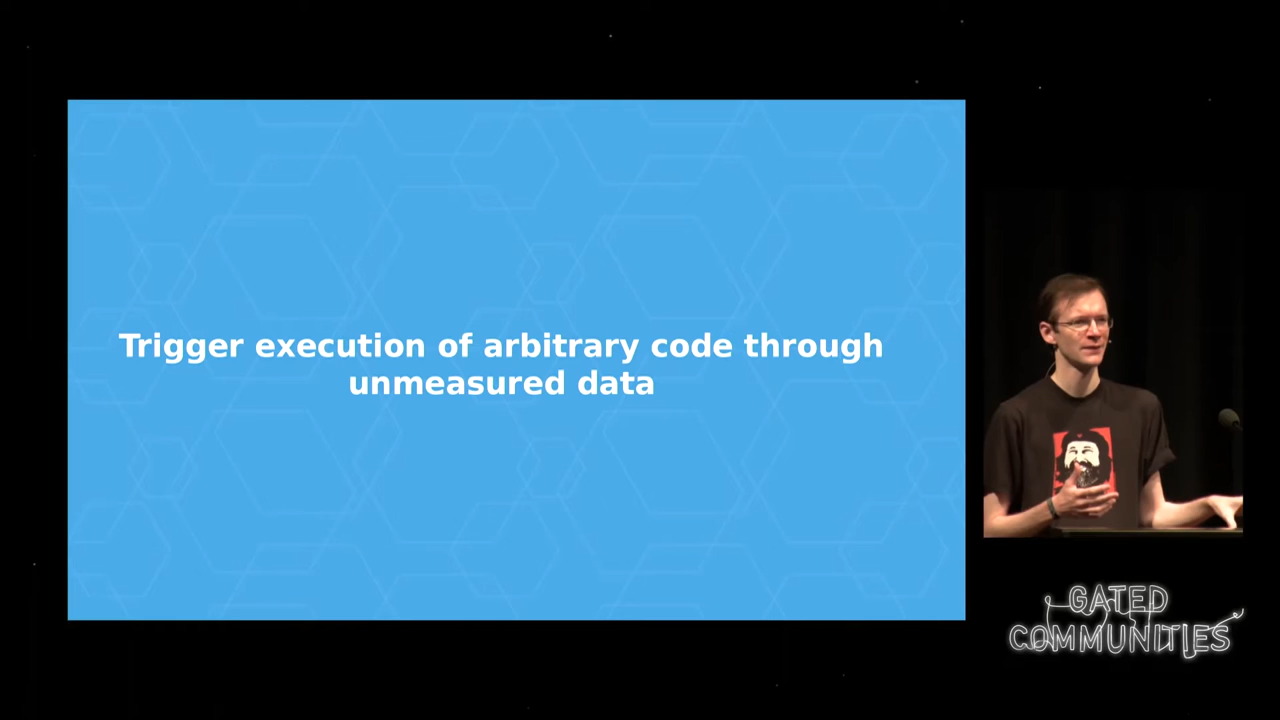 Trigger execution of arbitrary code through
unmeasured data
GATED
COMMUNITIES